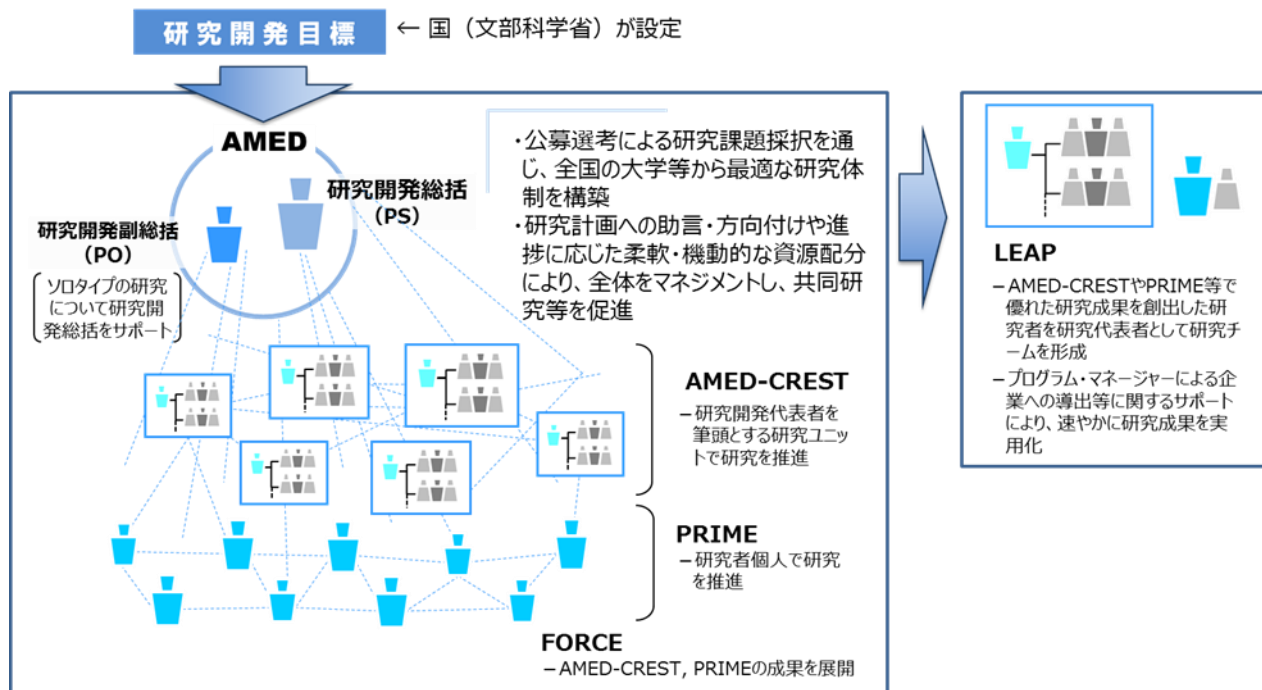 研究開発目標
← 国（文部科学省）が設定
AMED
研究開発総括
（PS）
研究開発副総括
（PO）
ソロタイプの研究
について研究開
発総括をサポート
・公募選考による研究課題採択を通
じ、全国の大学等から最適な研究体
制を構築
・研究計画への助言・方向付けや進
捗に応じた柔軟・機動的な資源配分
により、全体をマネジメントし、共同研
究等を促進
AMED-CREST
－研究開発代表者を
筆頭とする研究ユニッ
トで研究を推進
PRIME
－研究者個人で研究
を推進
FORCE
－AMED-CREST, PRIMEの成果を展開
LEAP
－AMED-CRESTやPRIME等で
優れた研究成果を創出した研
究者を研究代表者として研究チ
ームを形成
－プログラム・マネージャーによる企
業への導出等に関するサポート
により、速やかに研究成果を実
用化